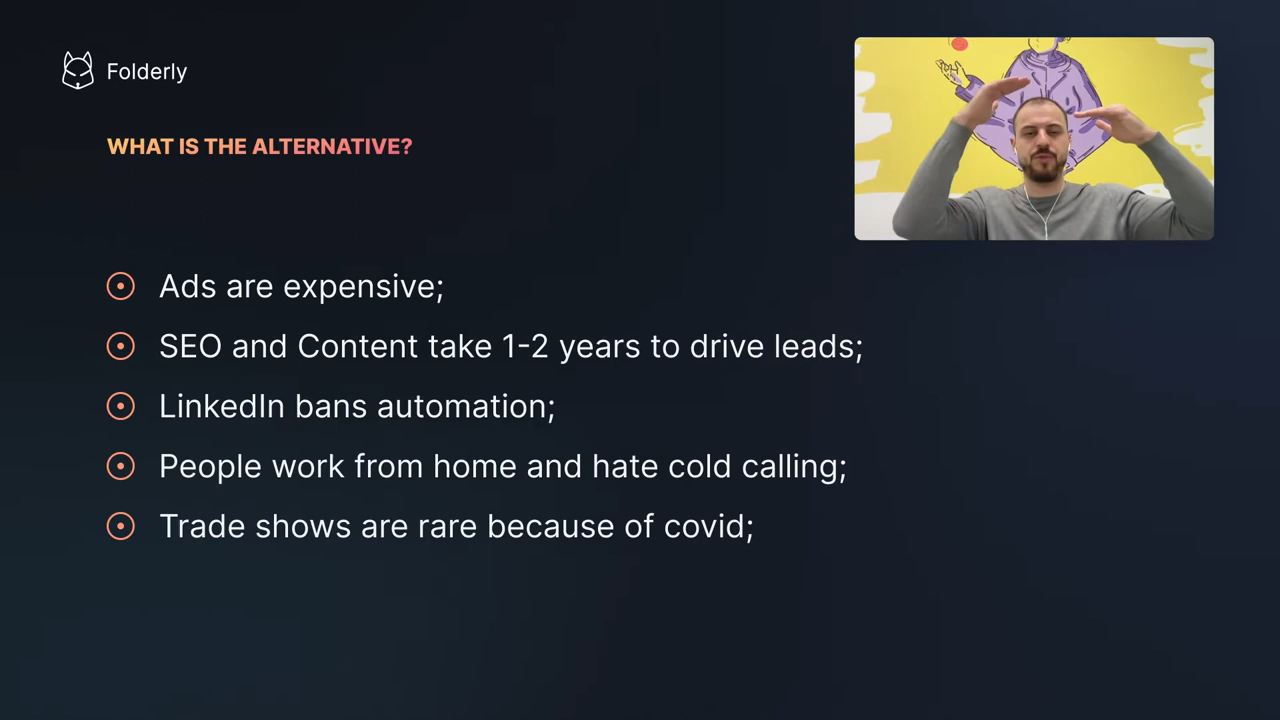 Folderly
WHAT IS THE ALTERNATIVE?
Ads are expensive;
SEO and Content take 1-2 years to drive leads;
LinkedIn bans automation;
People work from home and hate cold calling;
Trade shows are rare because of covid;